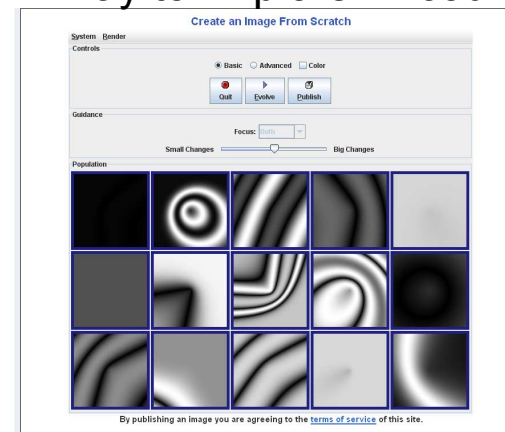 Create an Image From Scratch
System Render
Controls
Basic Advanced Color
Quit Evolve Publish
Guidance
Focus: Both
Small Changes Big Changes
Population
By publishing an image you are agreeing to the terms of service of this site.